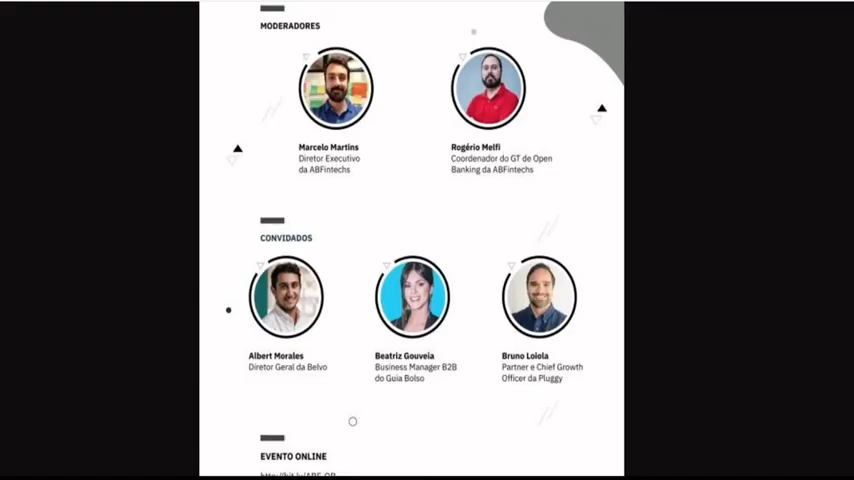 MODERADORES
Marcelo Martins
Diretor Executivo
da ABFintechs
Rogério Melfi
Coordenador do GT de Open
Banking da ABFintechs
CONVIDADOS
Albert Morales
Diretor Geral da Belvo
Beatriz Gouveia
Business Manager B2B
do Guia Bolso
Bruno Loiola
Partner e Chief Growth
Officer da Pluggy
EVENTO ONLINE